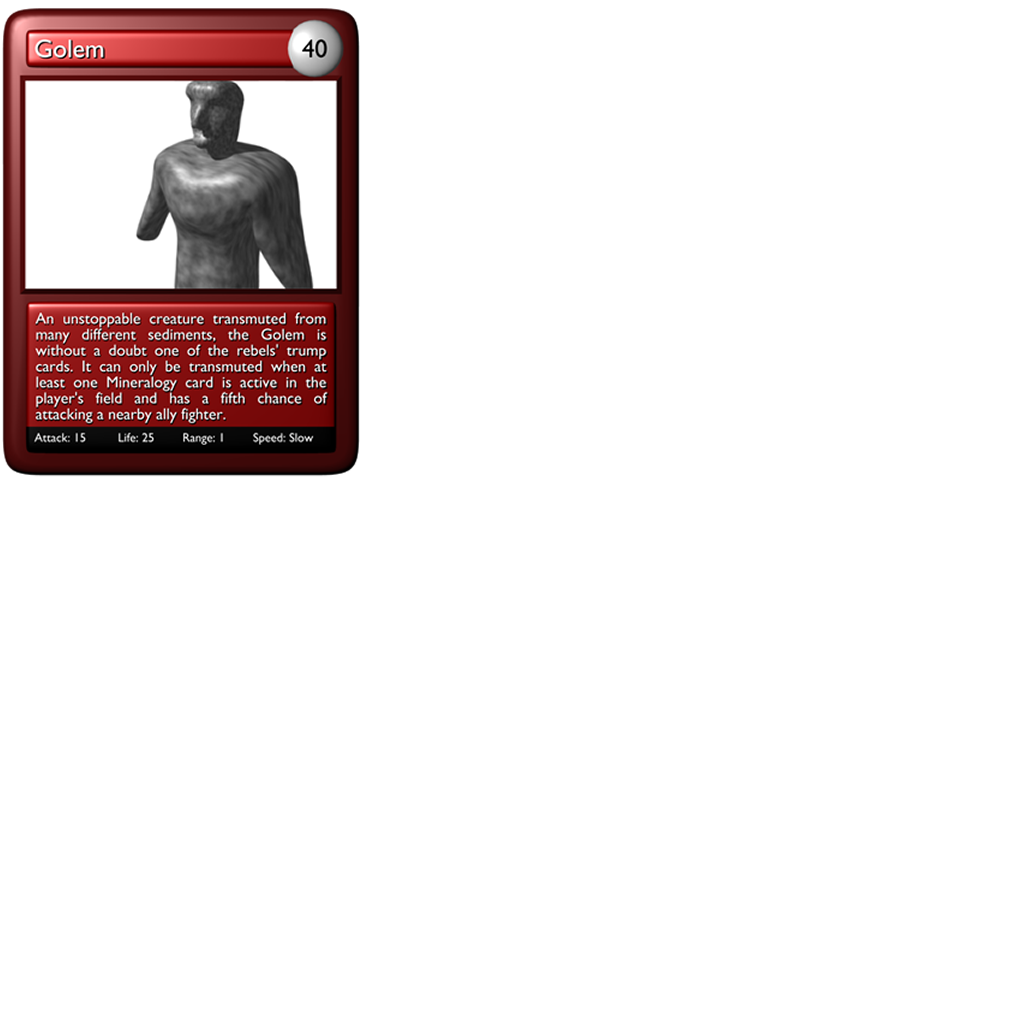 Golem 40
An unstoppable creature transmuted from
many different sediments, the Golem is
without a doubt one of the rebels' trump
cards. It can only be transmuted when at
least one Mineralogy card is active in the
player's field and has a fifth chance of
attacking a nearby ally fighter.
Attack: 15 Life: 25 Range: 1 Speed: Slow